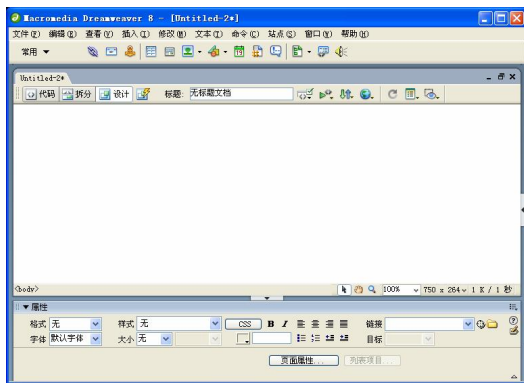 Macromedia Dreamweaver 8 - [Untitled-2*]
文件(F) 编辑(E) 查看(V) 插入(I) 修改(M) 文本(T) 命令(C) 站点(S) 窗口(W) 帮助(H)
常用
Untitled-2*
代码 拆分 设计 标题: 无标题文档
<body> 100% 750 x 264 1 K / 1 秒
属性
格式 无 样式 无 CSS B I 链接
字体 默认字体 大小 无 目标
页面属性... 列表项目...